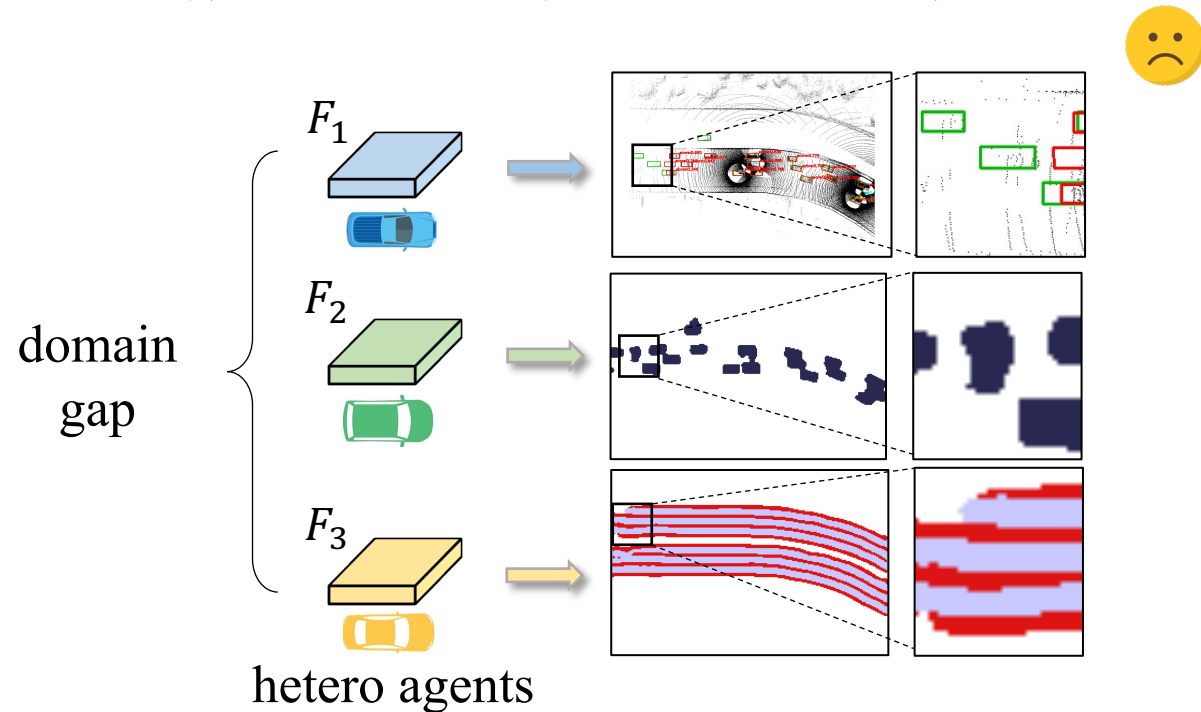 F₁
F₂
domain
gap
F₃
hetero agents